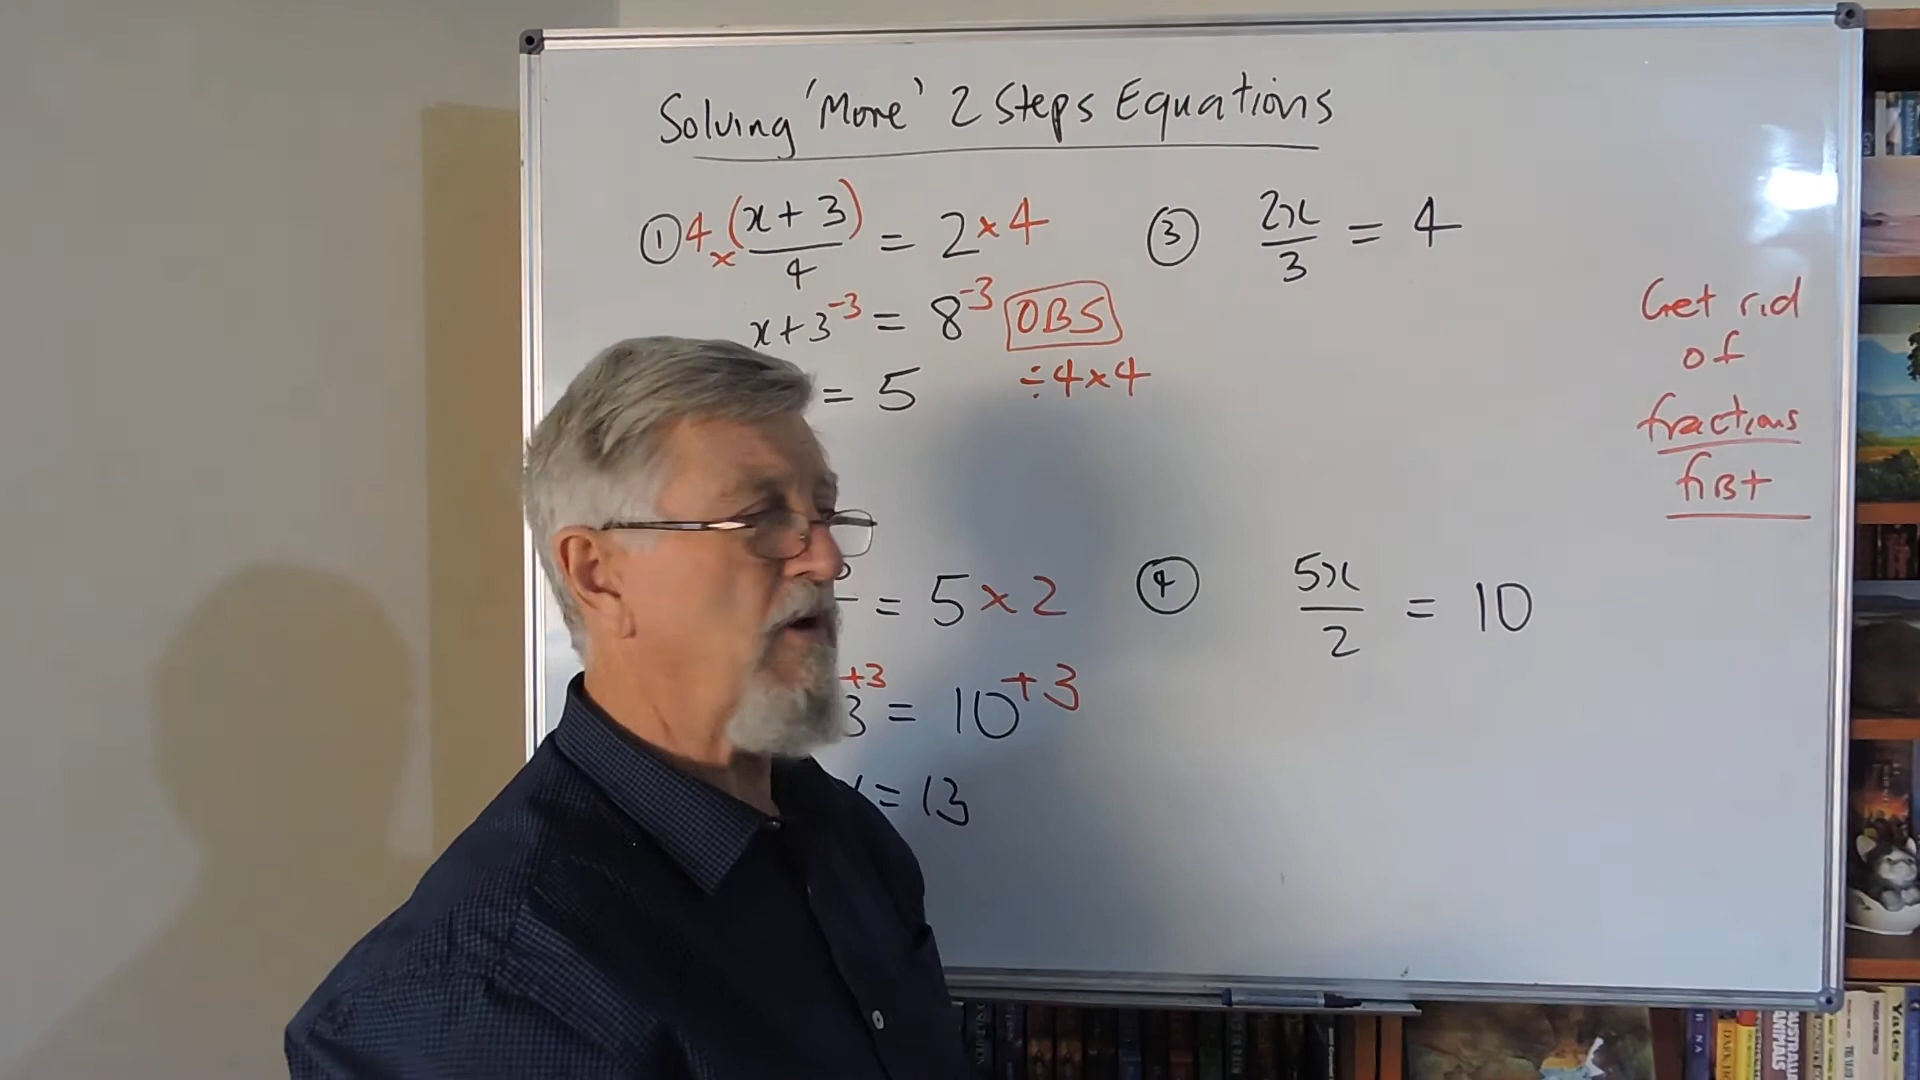 Solving 'More' 2 Steps Equations
① 4 × (x + 3)/4 = 2 × 4
x + 3 -3 = 8 -3 OBS
= 5 ÷4×4
= 5 × 2
+3
3 = 10 +3
= 13
③ 2x/3 = 4
④ 5x/2 = 10
Get rid
of
fractions
first
Yates